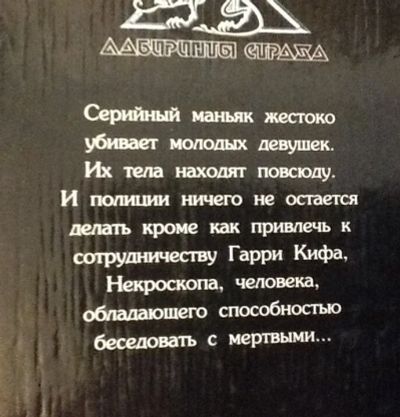 ЛАБИРИНТЫ СТРАХА
Серийный маньяк жестоко
убивает молодых девушек.
Их тела находят повсюду.
И полиции ничего не остается
делать кроме как привлечь к
сотрудничеству Гарри Кифа,
Некроскопа, человека,
обладающего способностью
беседовать с мертвыми...